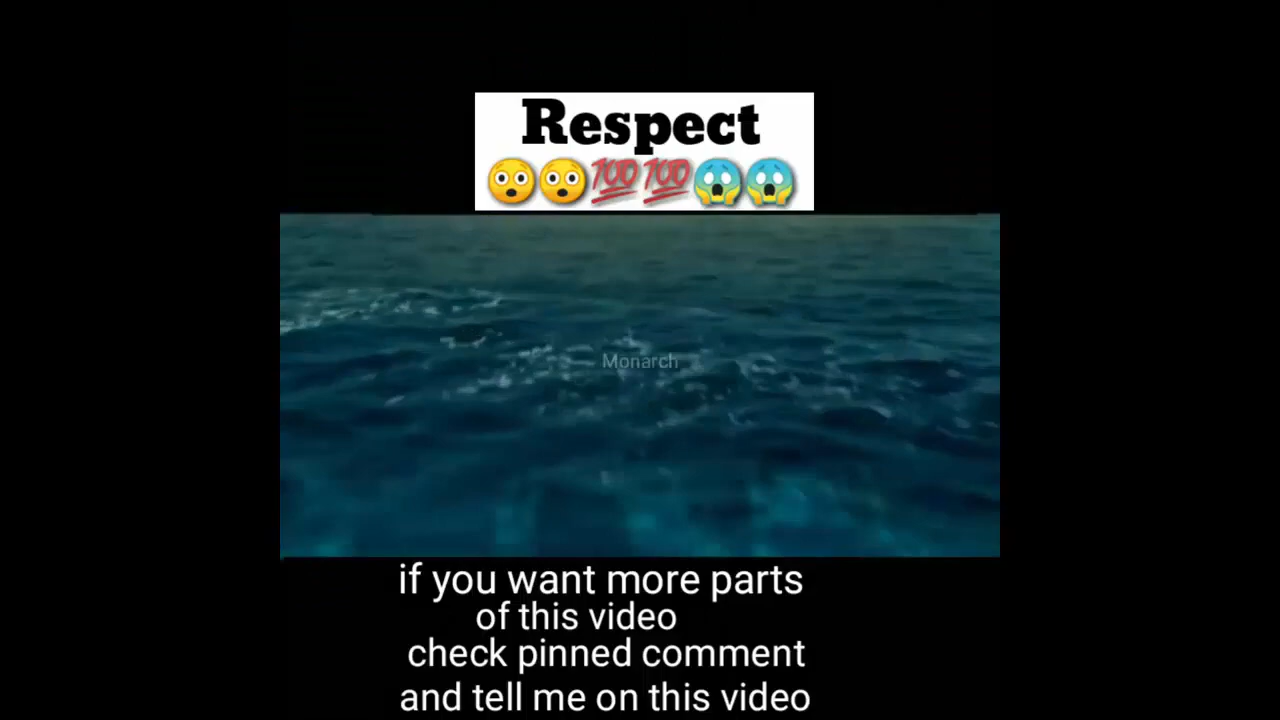 Respect
😲😲💯💯😱😱
Monarch
if you want more parts
of this video
check pinned comment
and tell me on this video